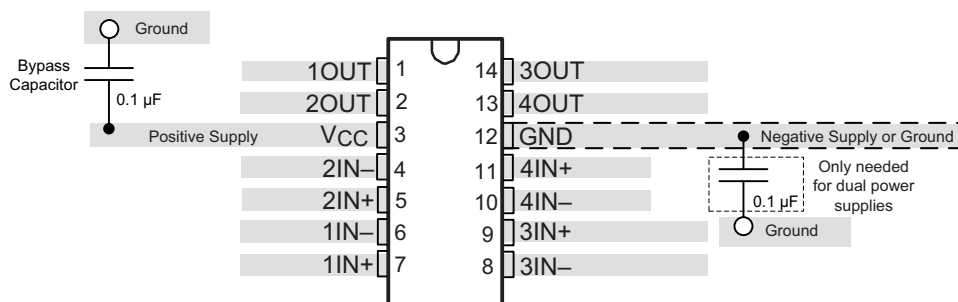 Ground
Bypass
Capacitor
0.1 µF
Positive Supply
1OUT 1
2OUT 2
VCC 3
2IN– 4
2IN+ 5
1IN– 6
1IN+ 7
14 3OUT
13 4OUT
12 GND
11 4IN+
10 4IN–
9 3IN+
8 3IN–
Negative Supply or Ground
Only needed
for dual power
supplies
0.1 µF
Ground